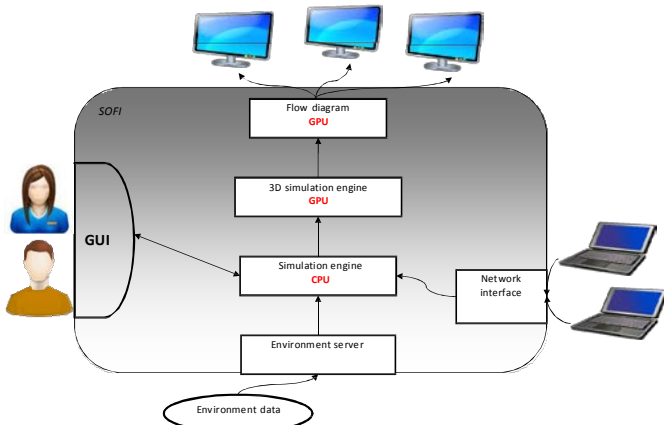 SOFI
Flow diagram
GPU
3D simulation engine
GPU
GUI
Simulation engine
CPU
Network
interface
Environment server
Environment data